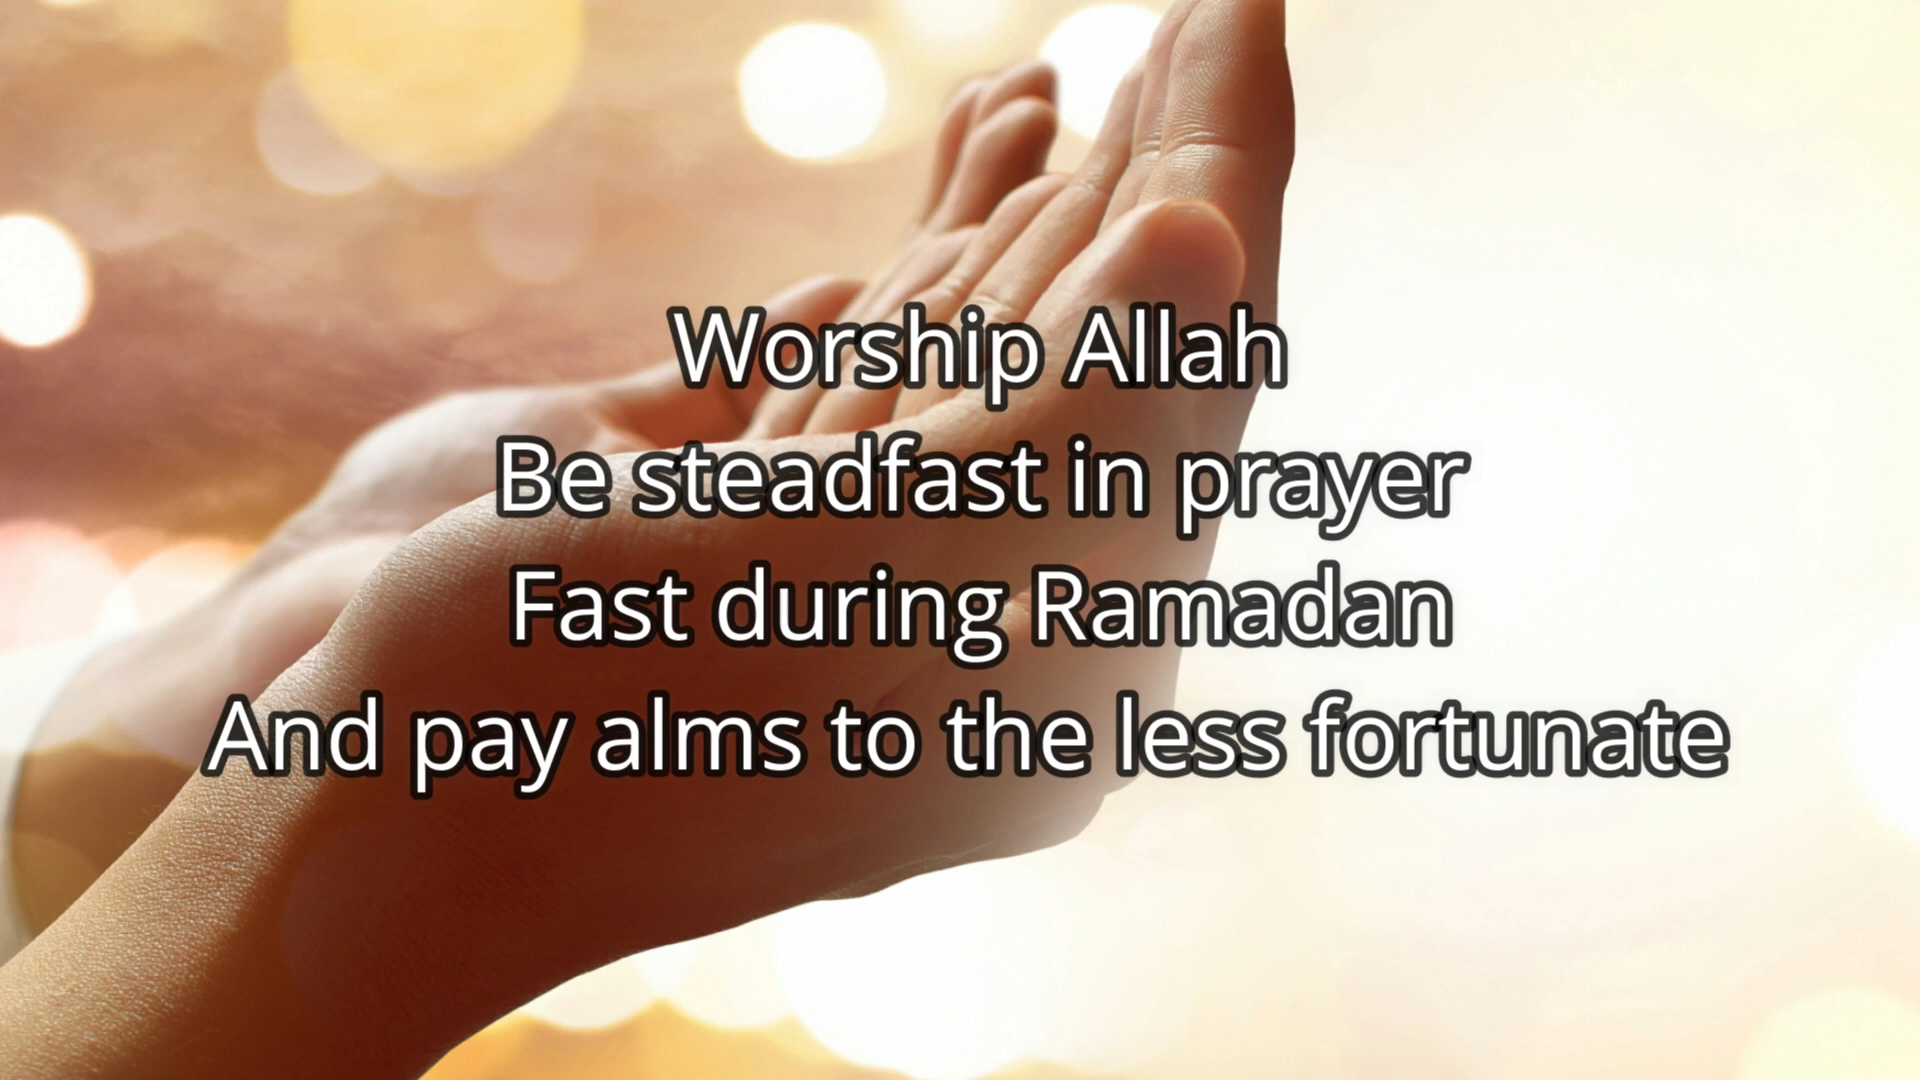 Worship Allah
Be steadfast in prayer
Fast during Ramadan
And pay alms to the less fortunate